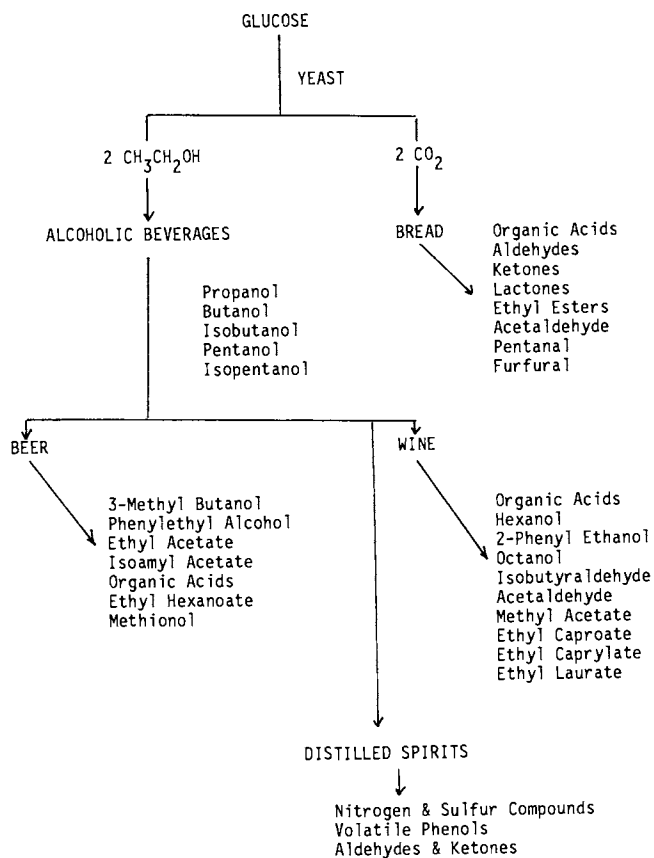 GLUCOSE
YEAST
2 CH3CH2OH
2 CO2
ALCOHOLIC BEVERAGES
BREAD
Organic Acids
Aldehydes
Ketones
Lactones
Ethyl Esters
Acetaldehyde
Pentanal
Furfural
Propanol
Butanol
Isobutanol
Pentanol
Isopentanol
BEER
WINE
3-Methyl Butanol
Phenylethyl Alcohol
Ethyl Acetate
Isoamyl Acetate
Organic Acids
Ethyl Hexanoate
Methionol
Organic Acids
Hexanol
2-Phenyl Ethanol
Octanol
Isobutyraldehyde
Acetaldehyde
Methyl Acetate
Ethyl Caproate
Ethyl Caprylate
Ethyl Laurate
DISTILLED SPIRITS
Nitrogen & Sulfur Compounds
Volatile Phenols
Aldehydes & Ketones